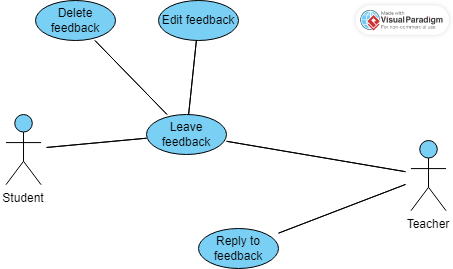 Delete
feedback
Edit feedback
Made with
Visual Paradigm
For non-commercial use
Leave
feedback
Student
Teacher
Reply to
feedback